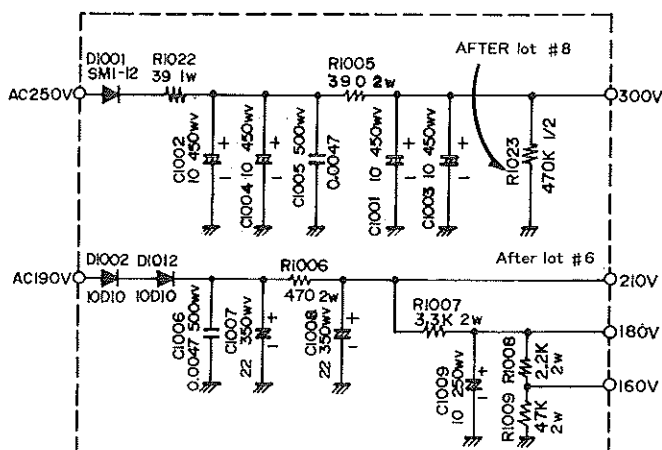 D1001
SM1-12
R1022
39 1w
R1005
390 2w
AFTER lot #8
AC250V
300V
C1002
10 450wv
+
-
C1004 10 450wv
+
-
C1005 500wv
0.0047
C1001 10 450wv
+
-
C1003 10 450wv
+
-
R1023
470K 1/2
D1002
D1012
10D10
10D10
AC190V
R1006
470 2w
After lot #6
210V
C1006 500wv
0.0047
C1007
22 350wv
+
-
C1008
22 350wv
+
-
R1007
3.3K 2w
180V
C1009
10 250wv
+
-
R1008
2.2K
2w
160V
R1009
47K
2w